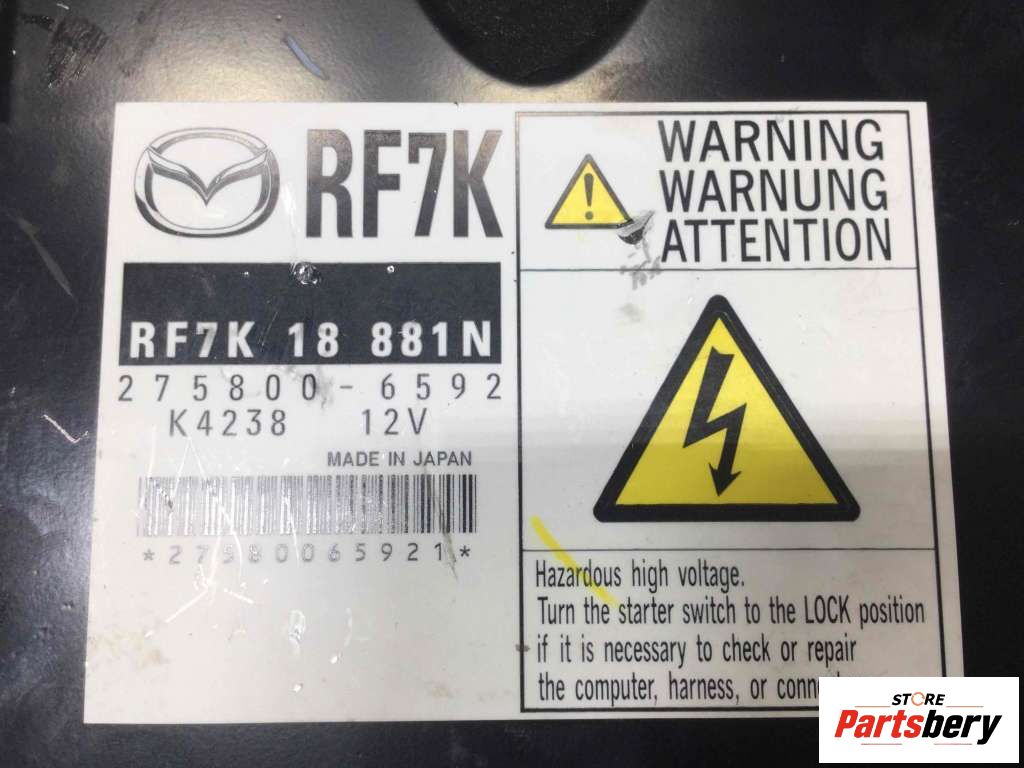 RF7K
RF7K 18 881N
275800-6592
K4238 12V
MADE IN JAPAN
*27580065921*
WARNING
WARNUNG
ATTENTION
Hazardous high voltage.
Turn the starter switch to the LOCK position
if it is necessary to check or repair
the computer, harness, or
STORE
Partsbery